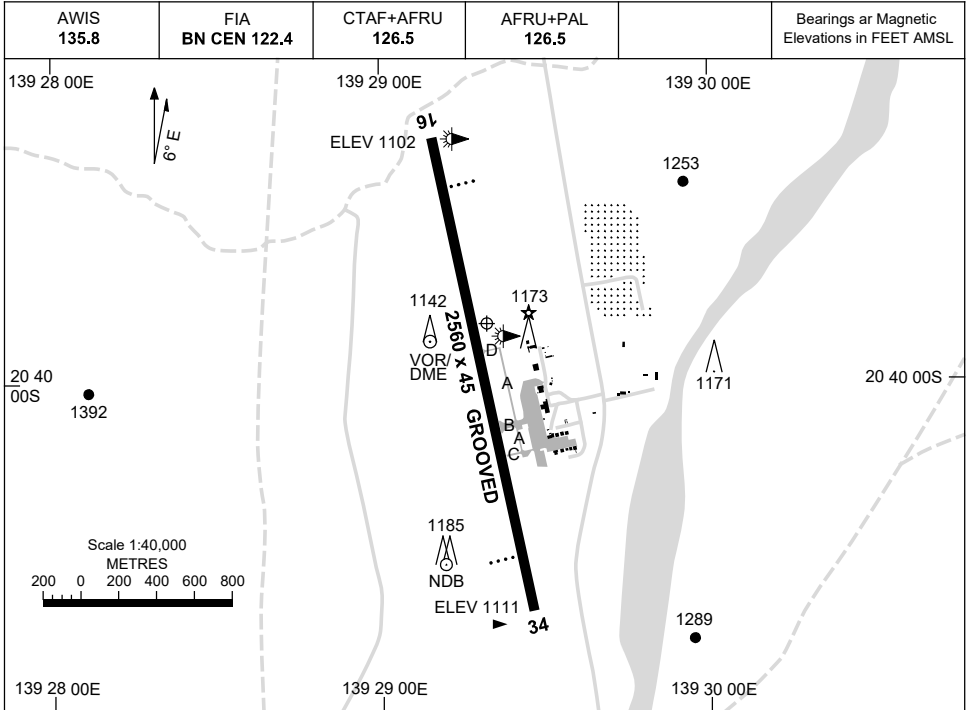 AWIS
135.8
FIA
BN CEN 122.4
CTAF+AFRU
126.5
AFRU+PAL
126.5
Bearings ar Magnetic
Elevations in FEET AMSL
139 28 00E
139 29 00E
139 30 00E
6° E
16
ELEV 1102
1253
1142
1173
VOR/
DME
D
2560 x 45 GROOVED
A
1171
20 40
00S
20 40 00S
1392
B
A
C
1185
NDB
Scale 1:40,000
METRES
200 0 200 400 600 800
ELEV 1111
34
1289
139 28 00E
139 29 00E
139 30 00E